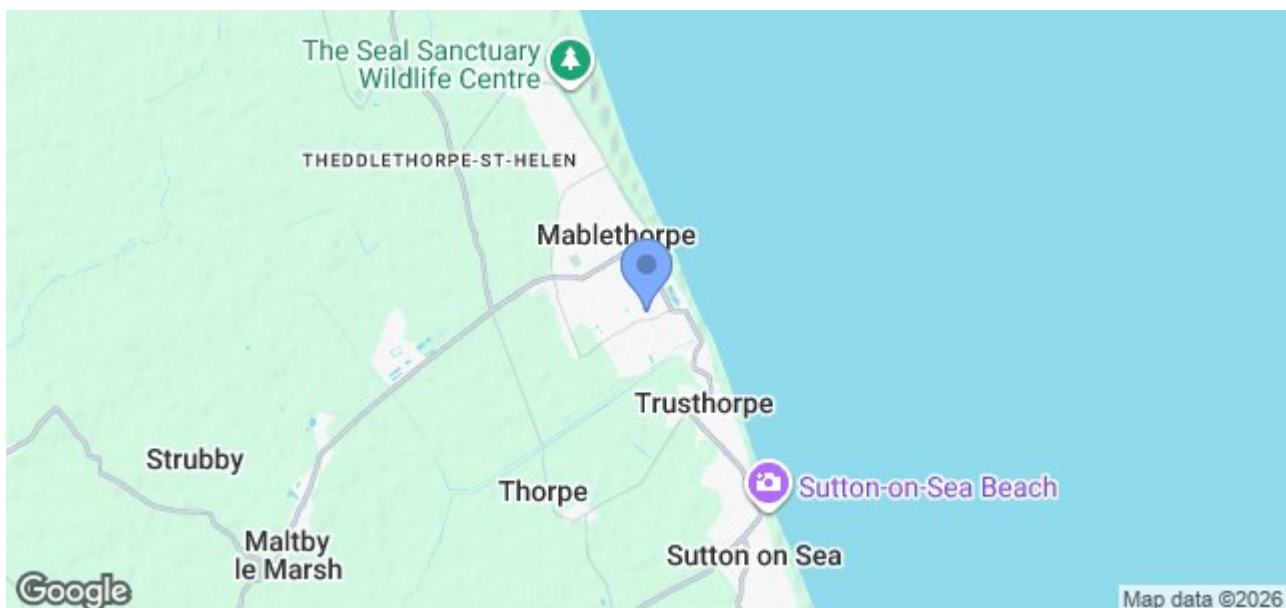 The Seal Sanctuary
Wildlife Centre
THEDDLETHORPE-ST-HELEN
Mablethorpe
Trusthorpe
Strubby
Thorpe
Sutton-on-Sea Beach
Maltby
le Marsh
Sutton on Sea
Google
Map data ©2026